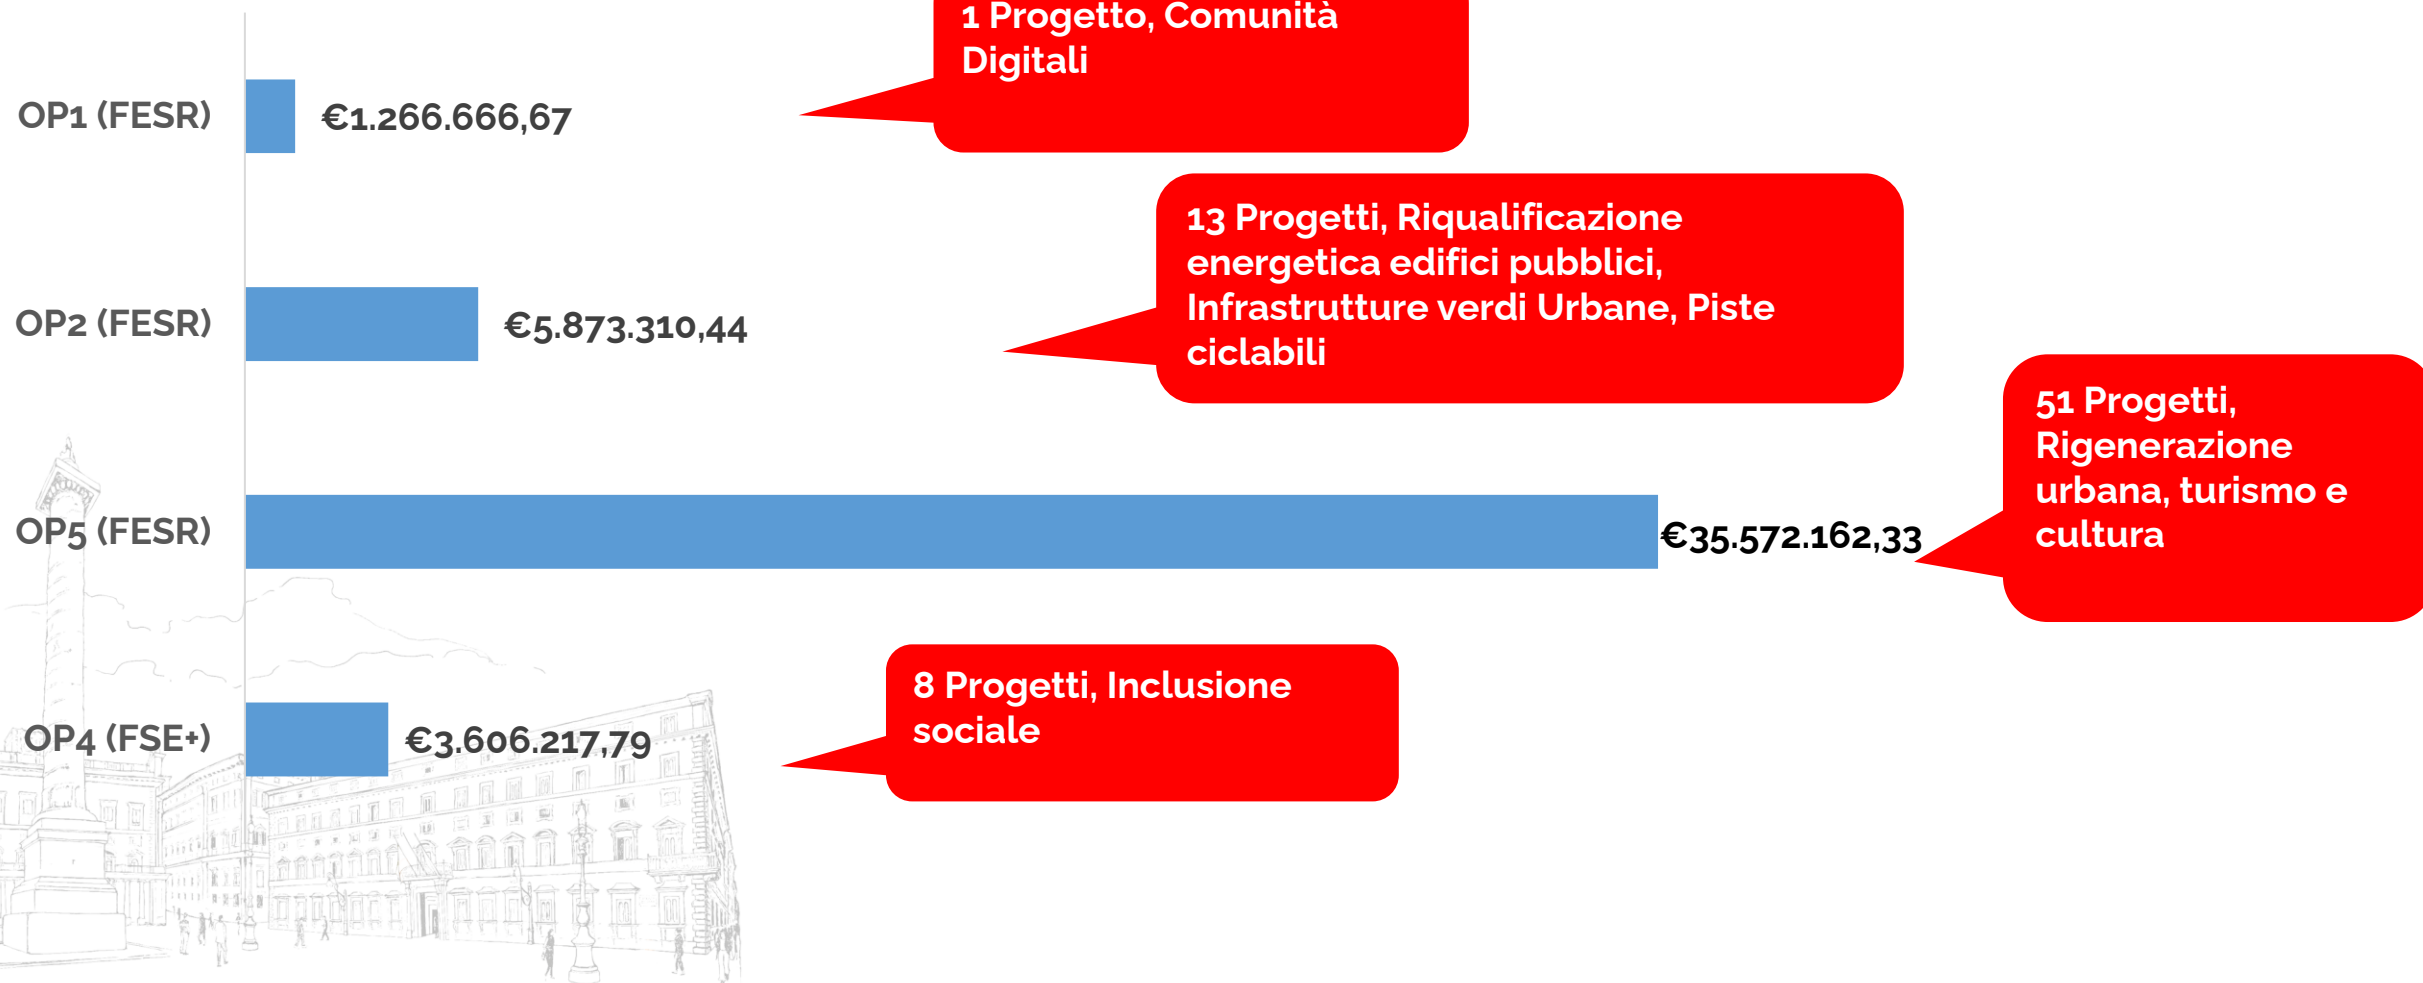 1 Progetto, Comunità
Digitali
OP1 (FESR)
€1.266.666,67
13 Progetti, Riqualificazione
energetica edifici pubblici,
Infrastrutture verdi Urbane, Piste
ciclabili
OP2 (FESR)
€5.873.310,44
51 Progetti,
Rigenerazione
urbana, turismo e
cultura
OP5 (FESR)
€35.572.162,33
8 Progetti, Inclusione
sociale
OP4 (FSE+)
€3.606.217,79